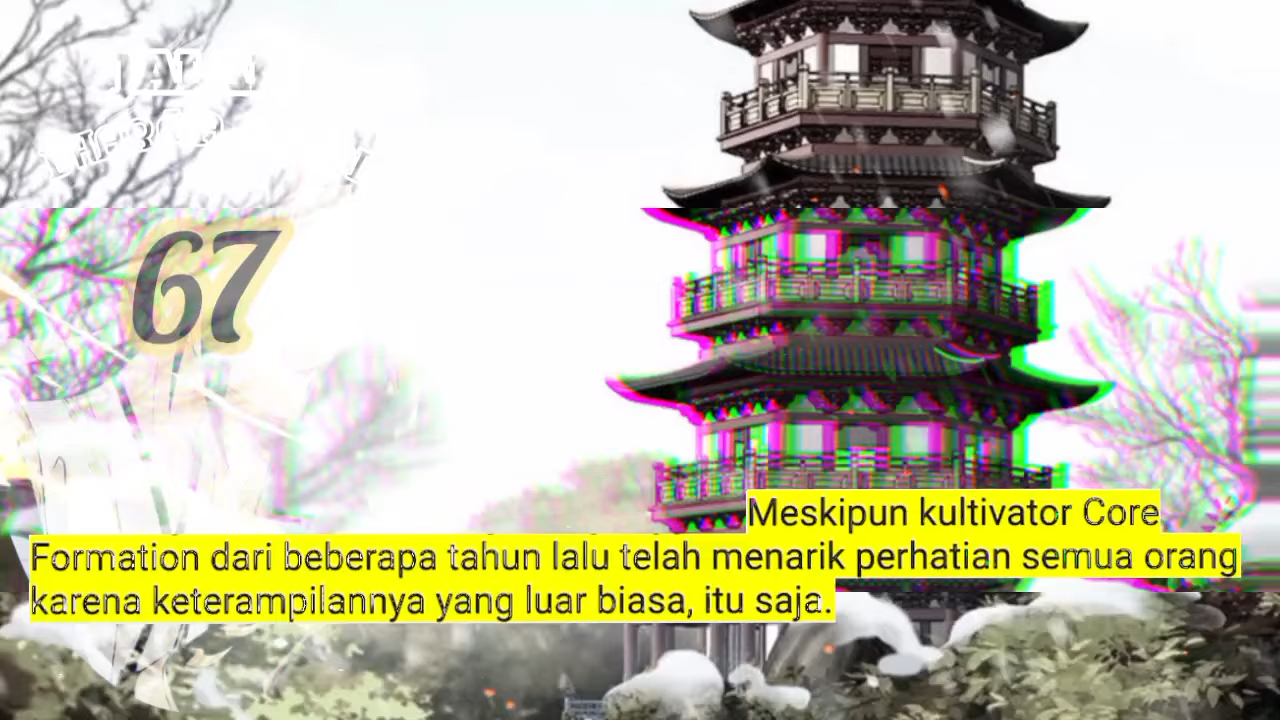 67
Meskipun kultivator Core
Formation dari beberapa tahun lalu telah menarik perhatian semua orang
karena keterampilannya yang luar biasa, itu saja.